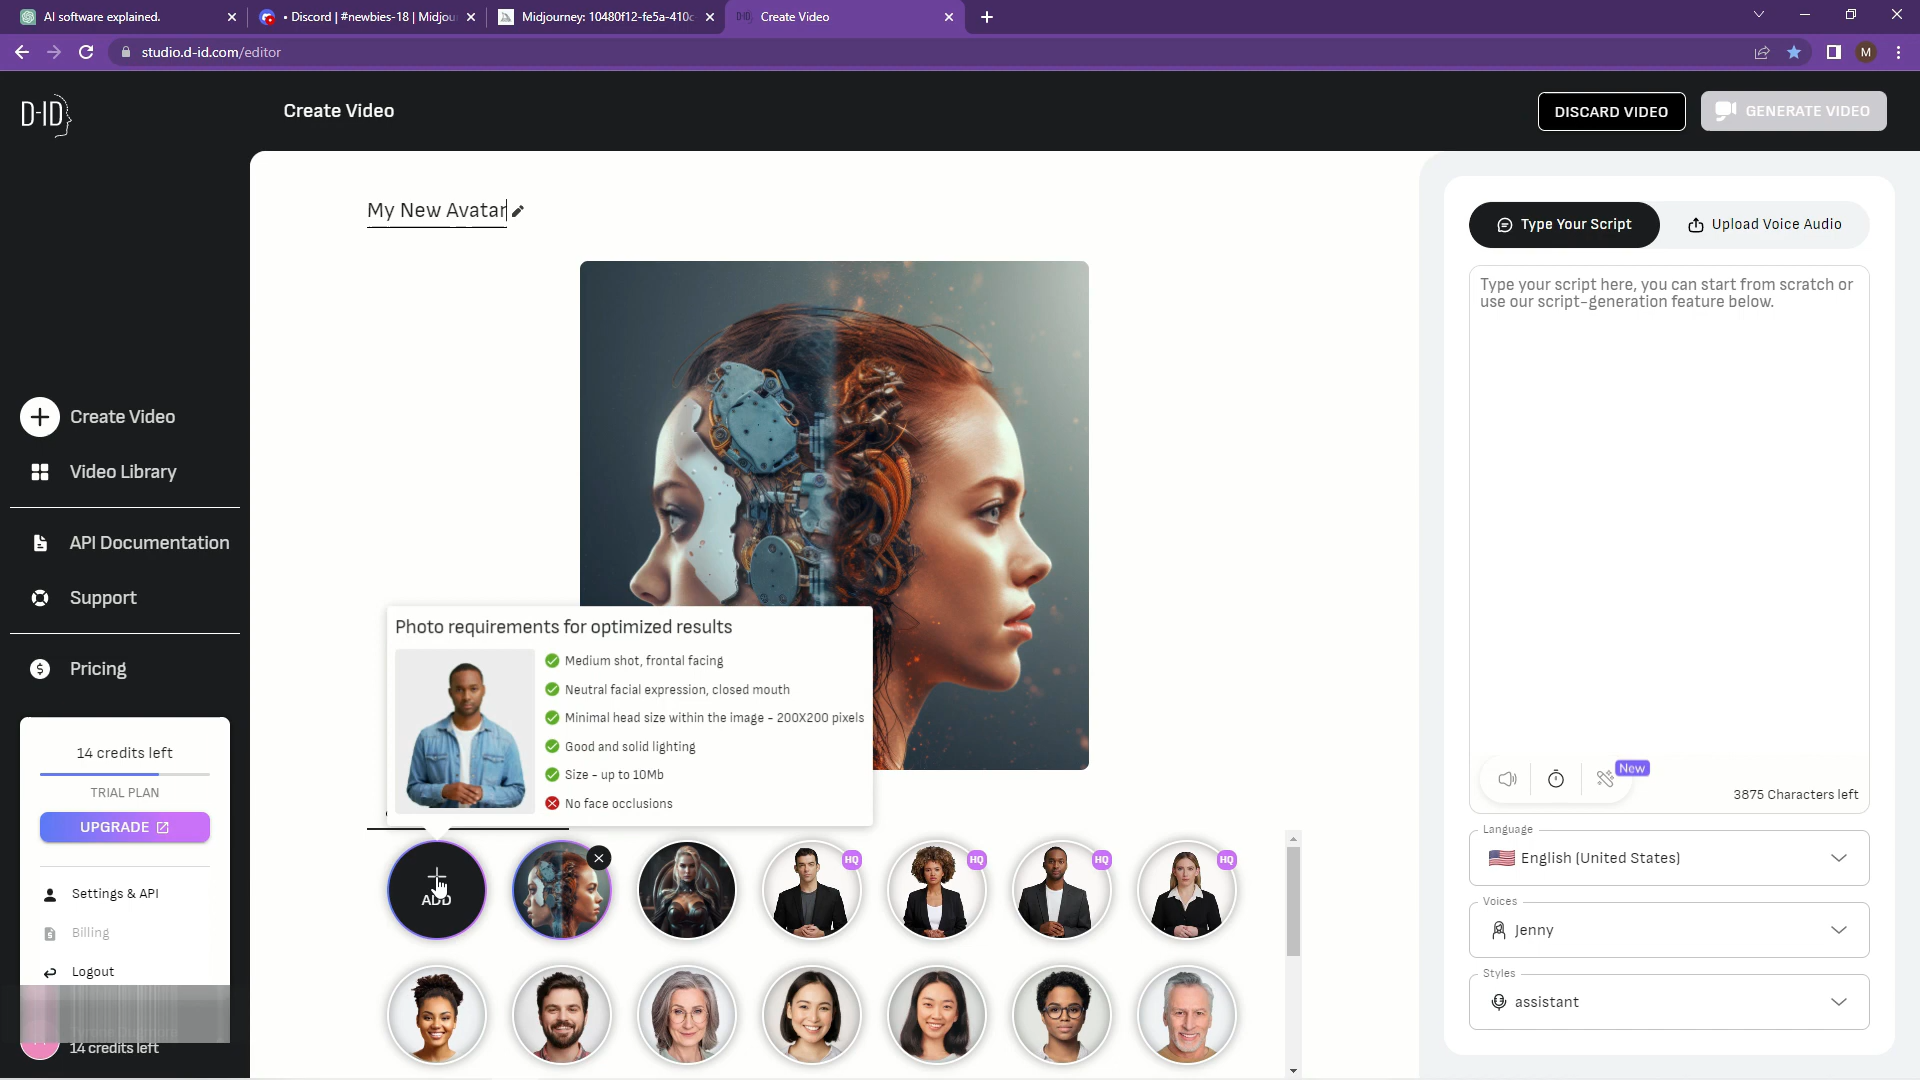 AI software explained.
• Discord | #newbies-18 | Midjou
Midjourney: 10480f12-fe5a-410c
Create Video
studio.d-id.com/editor
M
D-ID
Create Video
DISCARD VIDEO
GENERATE VIDEO
My New Avatar
Type Your Script
Upload Voice Audio
Type your script here, you can start from scratch or
use our script-generation feature below.
Create Video
Video Library
API Documentation
Support
Pricing
14 credits left
TRIAL PLAN
UPGRADE
Settings & API
Billing
Logout
14 credits left
Photo requirements for optimized results
Medium shot, frontal facing
Neutral facial expression, closed mouth
Minimal head size within the image - 200X200 pixels
Good and solid lighting
Size - up to 10Mb
No face occlusions
ADD
HQ
HQ
HQ
HQ
New
3875 Characters left
Language
English (United States)
Voices
Jenny
Styles
assistant